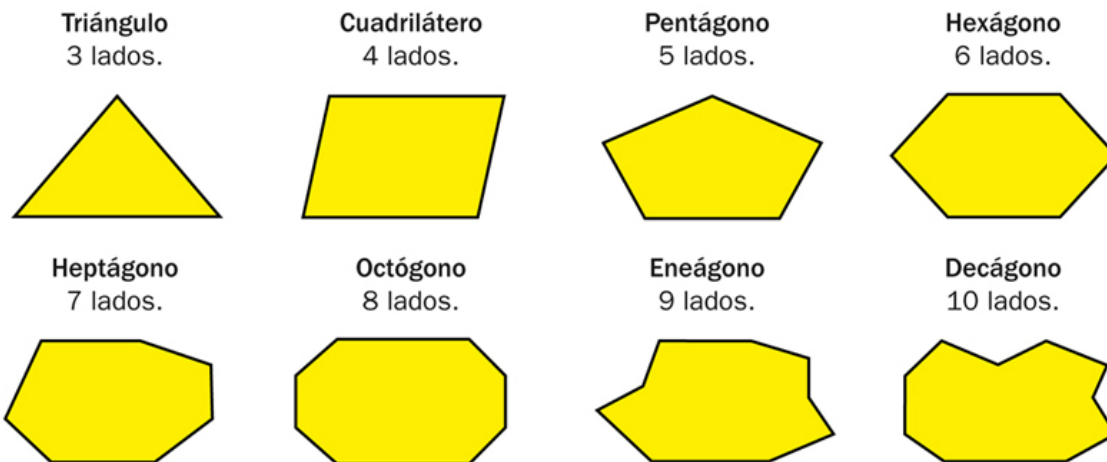 Triángulo
3 lados.
Cuadrilátero
4 lados.
Pentágono
5 lados.
Hexágono
6 lados.
Heptágono
7 lados.
Octógono
8 lados.
Eneágono
9 lados.
Decágono
10 lados.